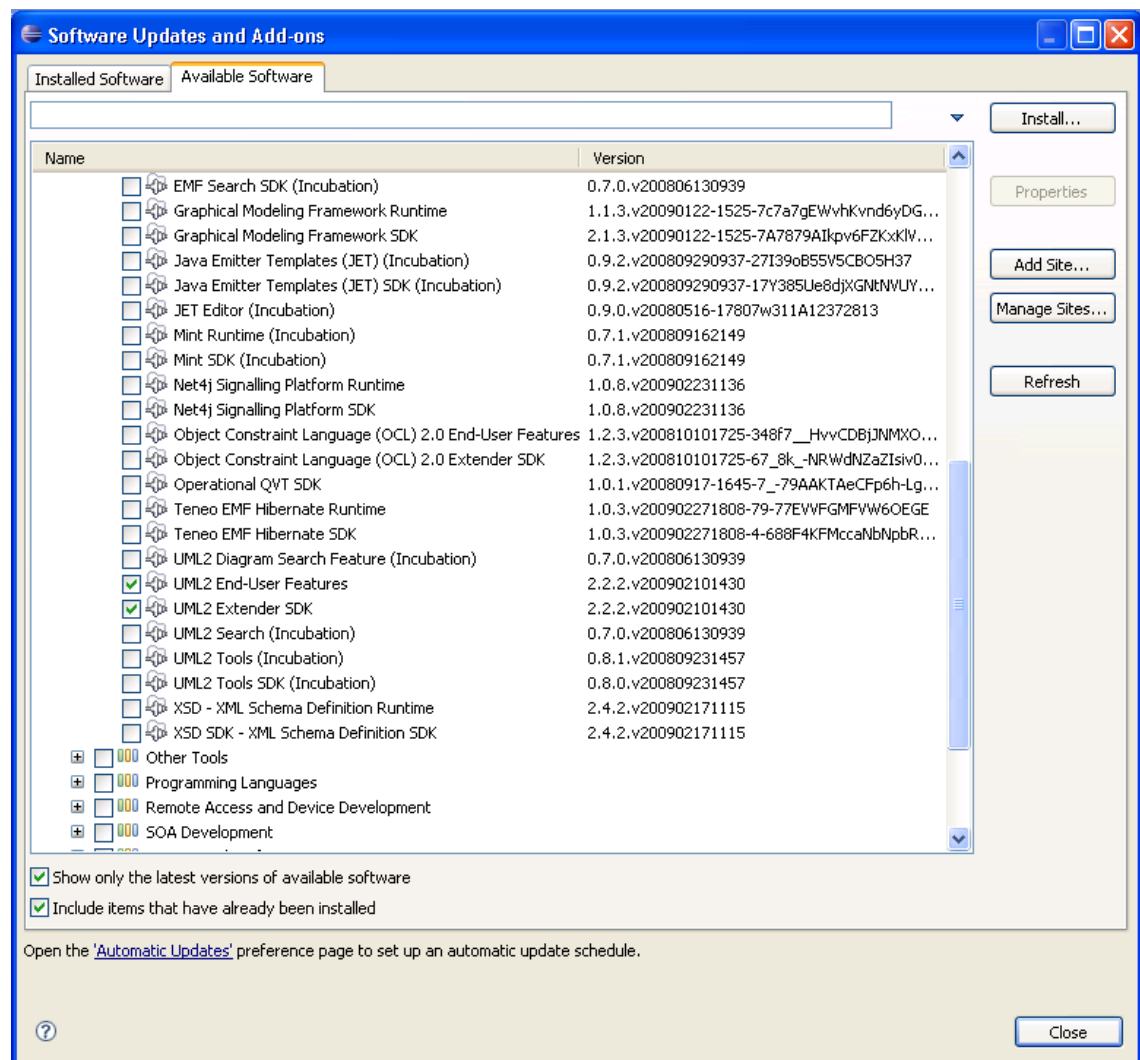 Software Updates and Add-ons
Installed Software Available Software
Install...
Name Version
EMF Search SDK (Incubation) 0.7.0.v200806130939
Properties
Graphical Modeling Framework Runtime 1.1.3.v20090122-1525-7c7a7gEWvhKvnd6yDG...
Graphical Modeling Framework SDK 2.1.3.v20090122-1525-7A7879AIkpv6FZKxKlV...
Java Emitter Templates (JET) (Incubation) 0.9.2.v200809290937-27I39oB55V5CBO5H37
Add Site...
Java Emitter Templates (JET) SDK (Incubation) 0.9.2.v200809290937-17Y385Ue8djXGNtNVUY...
JET Editor (Incubation) 0.9.0.v20080516-17807w311A12372813
Manage Sites...
Mint Runtime (Incubation) 0.7.1.v200809162149
Mint SDK (Incubation) 0.7.1.v200809162149
Net4j Signalling Platform Runtime 1.0.8.v200902231136
Refresh
Net4j Signalling Platform SDK 1.0.8.v200902231136
Object Constraint Language (OCL) 2.0 End-User Features 1.2.3.v200810101725-348f7__HvvCDBjJNMXO...
Object Constraint Language (OCL) 2.0 Extender SDK 1.2.3.v200810101725-67_8k_-NRWdNZaZIsiv0...
Operational QVT SDK 1.0.1.v20080917-1645-7_-79AAKTAeCFp6h-Lg...
Teneo EMF Hibernate Runtime 1.0.3.v200902271808-79-77EVVFGMFVW6OEGE
Teneo EMF Hibernate SDK 1.0.3.v200902271808-4-688F4KFMccaNbNpbR...
UML2 Diagram Search Feature (Incubation) 0.7.0.v200806130939
UML2 End-User Features 2.2.2.v200902101430
UML2 Extender SDK 2.2.2.v200902101430
UML2 Search (Incubation) 0.7.0.v200806130939
UML2 Tools (Incubation) 0.8.1.v200809231457
UML2 Tools SDK (Incubation) 0.8.0.v200809231457
XSD - XML Schema Definition Runtime 2.4.2.v200902171115
XSD SDK - XML Schema Definition SDK 2.4.2.v200902171115
Other Tools
Programming Languages
Remote Access and Device Development
SOA Development
Show only the latest versions of available software
Include items that have already been installed
Open the 'Automatic Updates' preference page to set up an automatic update schedule.
Close